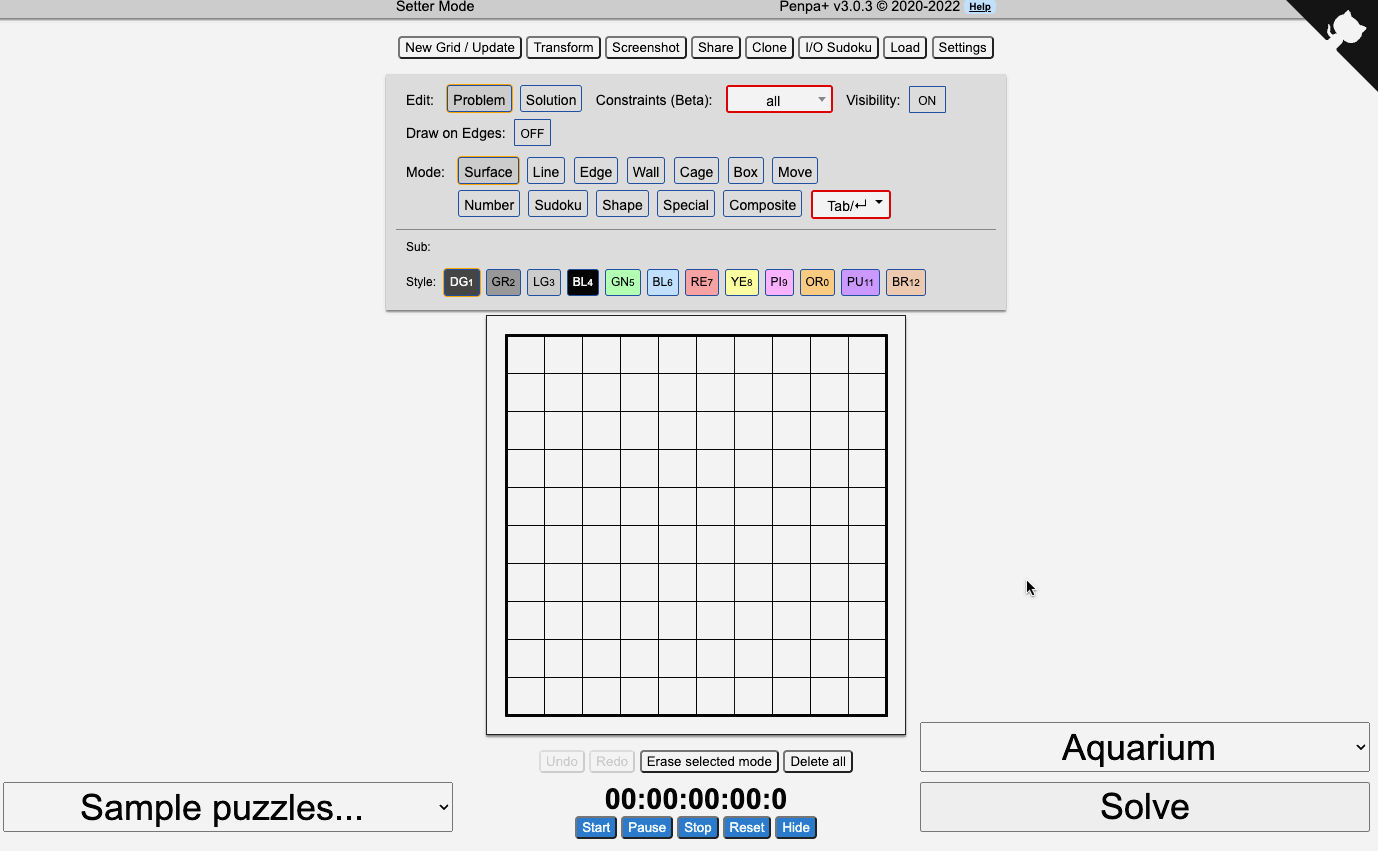 Setter Mode Penpa+ v3.0.3 © 2020-2022 Help
New Grid / Update Transform Screenshot Share Clone I/O Sudoku Load Settings
Edit: Problem Solution Constraints (Beta): all Visibility: ON
Draw on Edges: OFF
Mode: Surface Line Edge Wall Cage Box Move
Number Sudoku Shape Special Composite Tab/↵
Sub:
Style: DG1 GR2 LG3 BL4 GN5 BL6 RE7 YE8 PI9 OR0 PU11 BR12
Aquarium
Undo Redo Erase selected mode Delete all
Sample puzzles... 00:00:00:00:0 Solve
Start Pause Stop Reset Hide